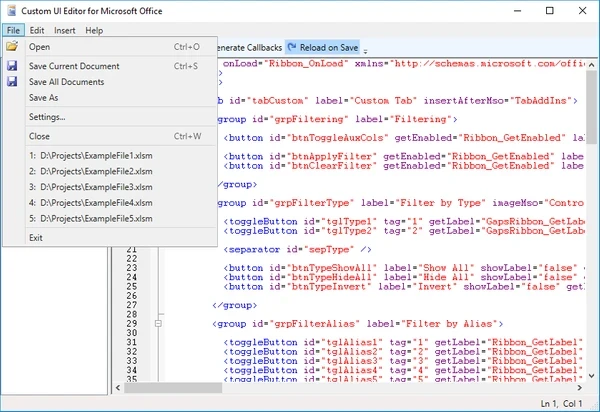 Custom UI Editor for Microsoft Office
File Edit Insert Help
Open Ctrl+O
Save Current Document Ctrl+S
Save All Documents
Save As
Settings...
Close Ctrl+W
1: D:\Projects\ExampleFile1.xlsm
2: D:\Projects\ExampleFile2.xlsm
3: D:\Projects\ExampleFile3.xlsm
4: D:\Projects\ExampleFile4.xlsm
5: D:\Projects\ExampleFile5.xlsm
Exit
enerate Callbacks Reload on Save
onLoad="Ribbon_OnLoad" xmlns="http://schemas.microsoft.com/offi
>
>
b id="tabCustom" label="Custom Tab" insertAfterMso="TabAddIns">
group id="grpFiltering" label="Filtering">
<button id="btnToggleAuxCols" getEnabled="Ribbon_GetEnabled" labe
<button id="btnApplyFilter" getEnabled="Ribbon_GetEnabled" label
<button id="btnClearFilter" getEnabled="Ribbon_GetEnabled" label
/group>
group id="grpFilterType" label="Filter by Type" imageMso="Contro
<toggleButton id="tglType1" tag="1" getLabel="GapsRibbon_GetLabe
<toggleButton id="tglType2" tag="2" getLabel="GapsRibbon_GetLabe
21 <separator id="sepType" />
22
23 <button id="btnTypeShowAll" label="Show All" showLabel="false" 
24 <button id="btnTypeHideAll" label="Hide All" showLabel="false" 
25 <button id="btnTypeInvert" label="Invert" showLabel="false" get
26
27 </group>
28
29 <group id="grpFilterAlias" label="Filter by Alias">
30
31 <toggleButton id="tglAlias1" tag="1" getLabel="Ribbon_GetLabel"
32 <toggleButton id="tglAlias2" tag="2" getLabel="Ribbon_GetLabel"
33 <toggleButton id="tglAlias3" tag="3" getLabel="Ribbon_GetLabel"
34 <toggleButton id="tglAlias4" tag="4" getLabel="Ribbon_GetLabel"
35 <toggleButton id="tglAlias5" tag="5" getLabel="Ribbon_GetLabel"
Ln 1, Col 1